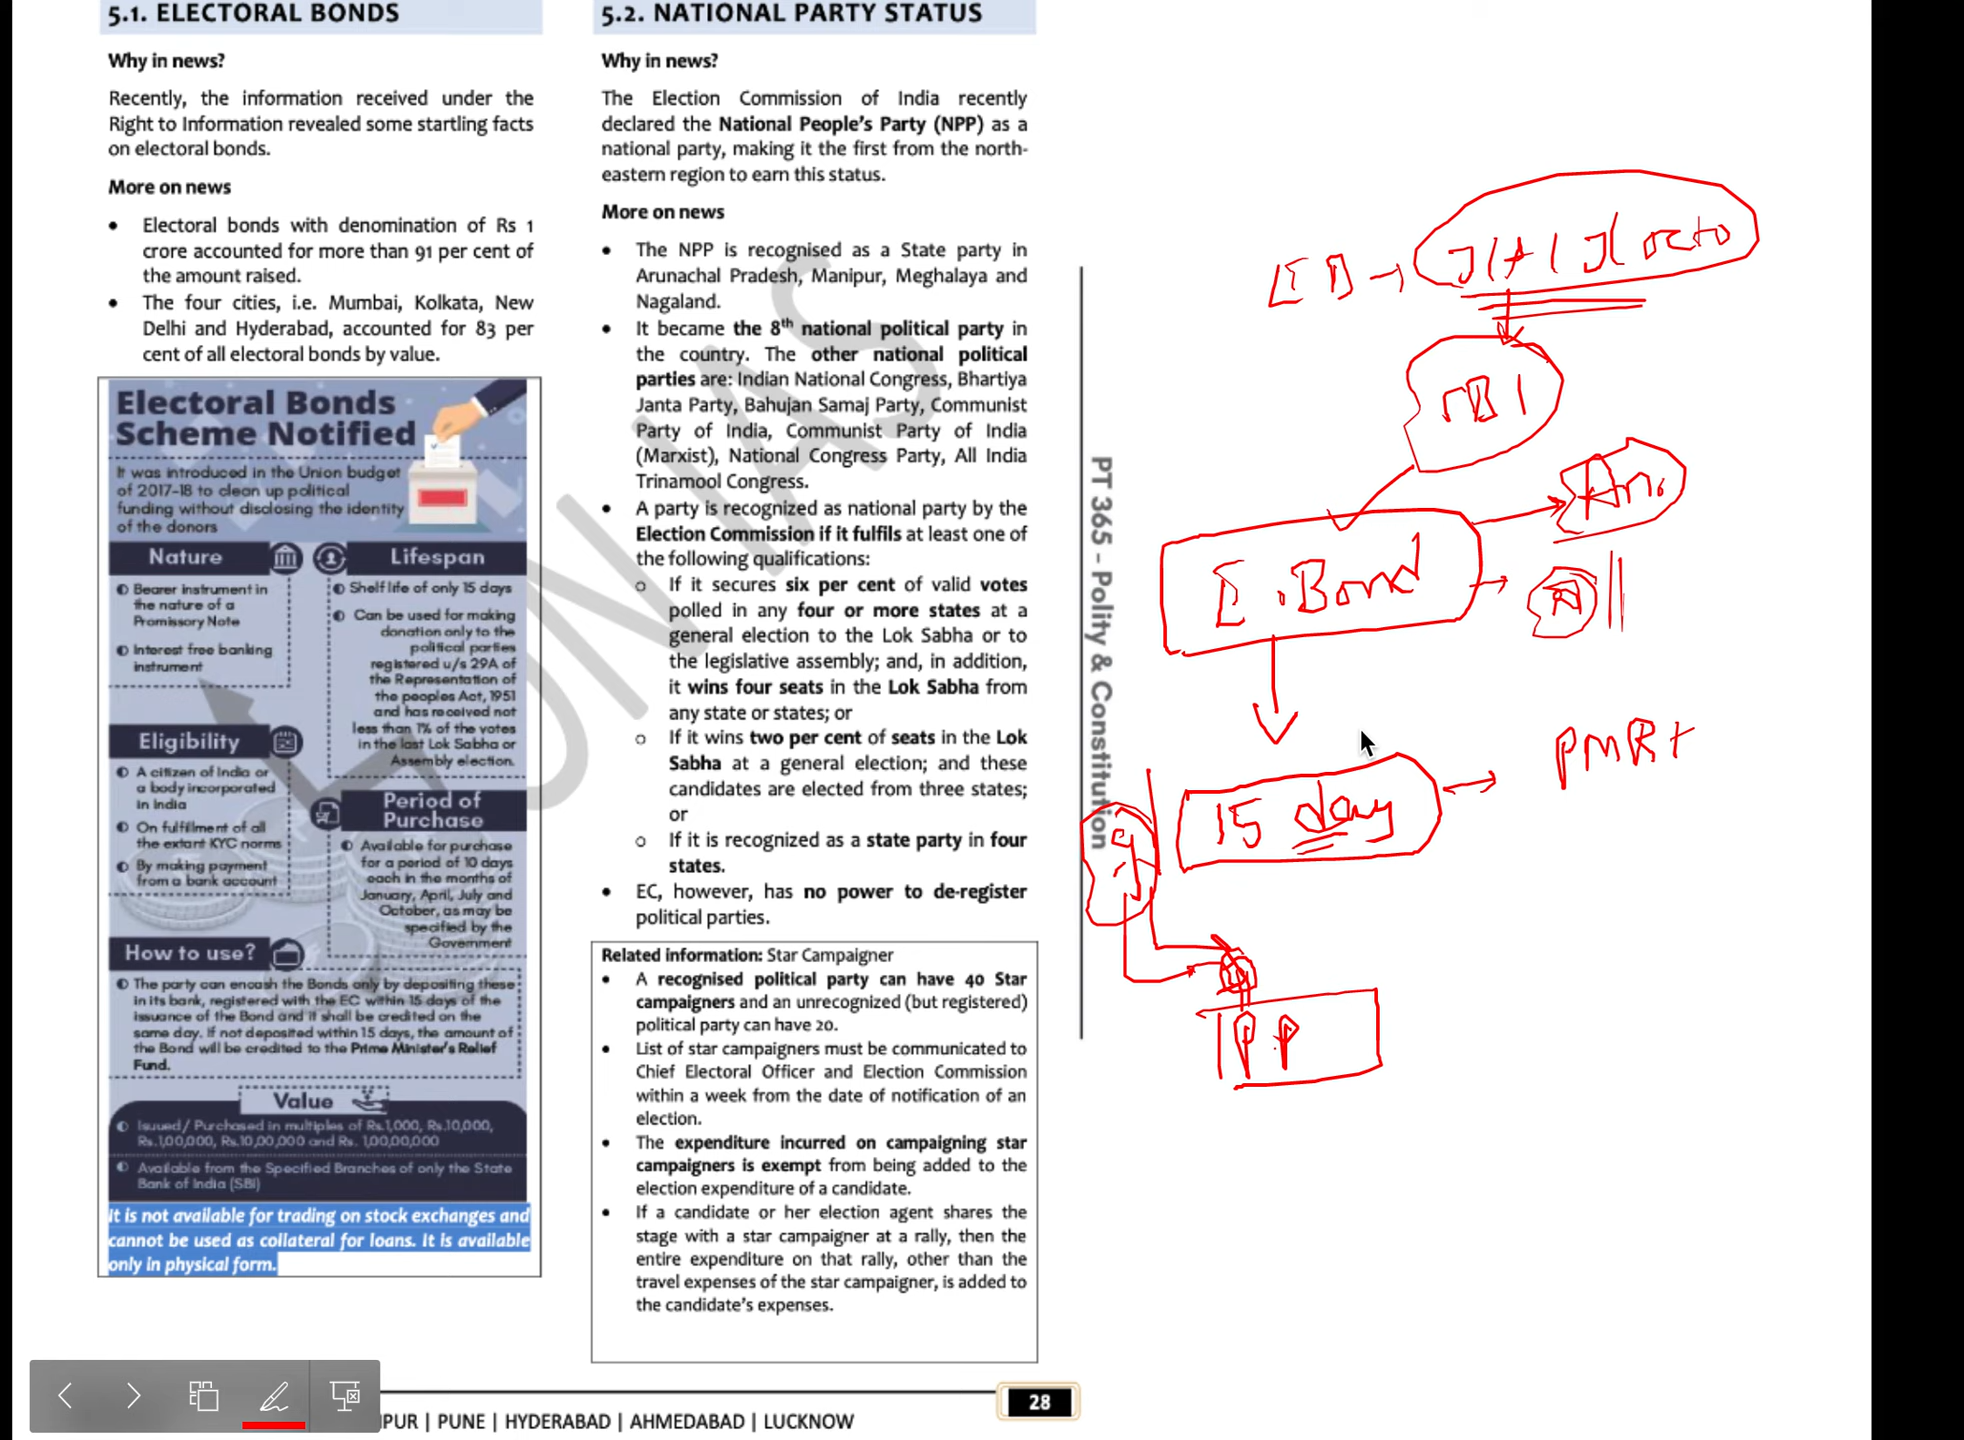 5.1. ELECTORAL BONDS
Why in news?
Recently, the information received under the
Right to Information revealed some startling facts
on electoral bonds.
More on news
• Electoral bonds with denomination of Rs 1
crore accounted for more than 91 per cent of
the amount raised.
• The four cities, i.e. Mumbai, Kolkata, New
Delhi and Hyderabad, accounted for 83 per
cent of all electoral bonds by value.
Electoral Bonds
Scheme Notified
It was introduced in the Union budget
of 2017-18 to clean up political
funding without disclosing the identity
of the donors
Nature
Bearer Instrument in
the nature of a
Promissory Note
Interest free banking
instrument
Lifespan
Shelf life of only 15 days
Can be used for making
donation only to the
political parties
registered u/s 29A of
the Representation of
the peoples Act, 1951
and has received not
less than 1% of the votes
in the last Lok Sabha or
Assembly election.
Eligibility
A citizen of India or
a body incorporated
in India
On fulfillment of all
the extant KYC norms
By making payment
from a bank account
Period of
Purchase
Available for purchase
for a period of 10 days
each in the months of
January, April, July and
October, as may be
specified by the
Government
How to use?
The party can encash the Bonds only by depositing these
in its bank, registered with the EC within 15 days of the
issuance of the Bond and it shall be credited on the
same day. If not deposited within 15 days, the amount of
the Bond will be credited to the Prime Minister's Relief
Fund.
Value
Isuued/ Purchased in multiples of Rs.1,000, Rs.10,000,
Rs.1,00,000, Rs.10,00,000 and Rs. 1,00,00,000
Available from the Specified Branches of only the State
Bank of India (SBI)
It is not available for trading on stock exchanges and
cannot be used as collateral for loans. It is available
only in physical form.
5.2. NATIONAL PARTY STATUS
Why in news?
The Election Commission of India recently
declared the National People's Party (NPP) as a
national party, making it the first from the north-
eastern region to earn this status.
More on news
• The NPP is recognised as a State party in
Arunachal Pradesh, Manipur, Meghalaya and
Nagaland.
• It became the 8th national political party in
the country. The other national political
parties are: Indian National Congress, Bhartiya
Janta Party, Bahujan Samaj Party, Communist
Party of India, Communist Party of India
(Marxist), National Congress Party, All India
Trinamool Congress.
• A party is recognized as national party by the
Election Commission if it fulfils at least one of
the following qualifications:
o If it secures six per cent of valid votes
polled in any four or more states at a
general election to the Lok Sabha or to
the legislative assembly; and, in addition,
it wins four seats in the Lok Sabha from
any state or states; or
o If it wins two per cent of seats in the Lok
Sabha at a general election; and these
candidates are elected from three states;
or
o If it is recognized as a state party in four
states.
• EC, however, has no power to de-register
political parties.
Related information: Star Campaigner
• A recognised political party can have 40 Star
campaigners and an unrecognized (but registered)
political party can have 20.
• List of star campaigners must be communicated to
Chief Electoral Officer and Election Commission
within a week from the date of notification of an
election.
• The expenditure incurred on campaigning star
campaigners is exempt from being added to the
election expenditure of a candidate.
• If a candidate or her election agent shares the
stage with a star campaigner at a rally, then the
entire expenditure on that rally, other than the
travel expenses of the star campaigner, is added to
the candidate's expenses.
PT 365 - Polity & Constitution
An.
E.Bond
15 day
PMRF
PP
28
IPUR | PUNE | HYDERABAD | AHMEDABAD | LUCKNOW